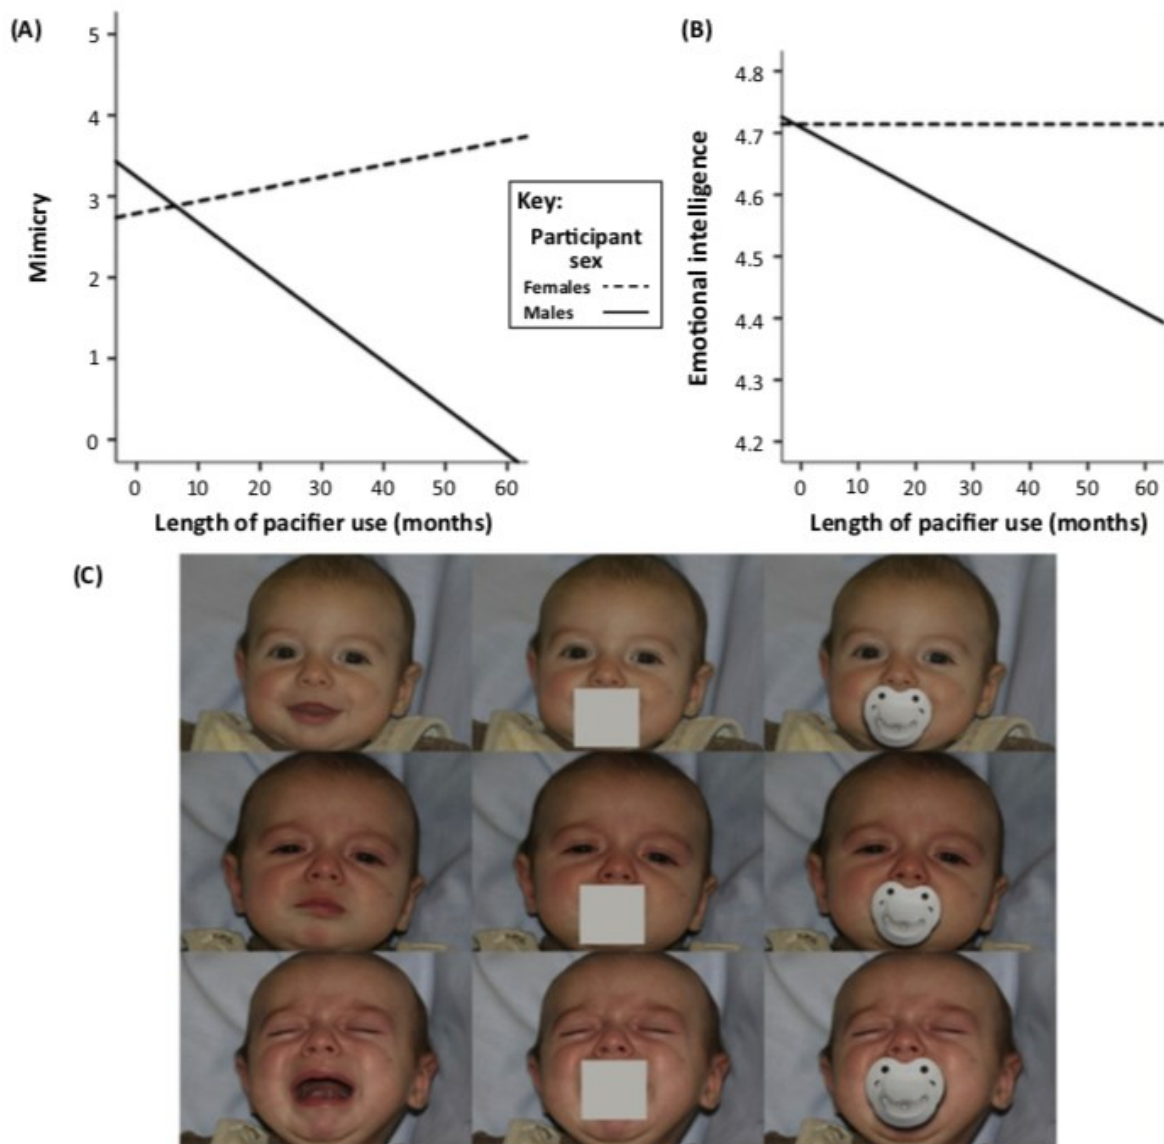 (A)
5
4
3
2
1
0
Mimicry
0 10 20 30 40 50 60
Length of pacifier use (months)
Key:
Participant
sex
Females
Males
(B)
4.8
4.7
4.6
4.5
4.4
4.3
4.2
Emotional intelligence
0 10 20 30 40 50 60
Length of pacifier use (months)
(C)